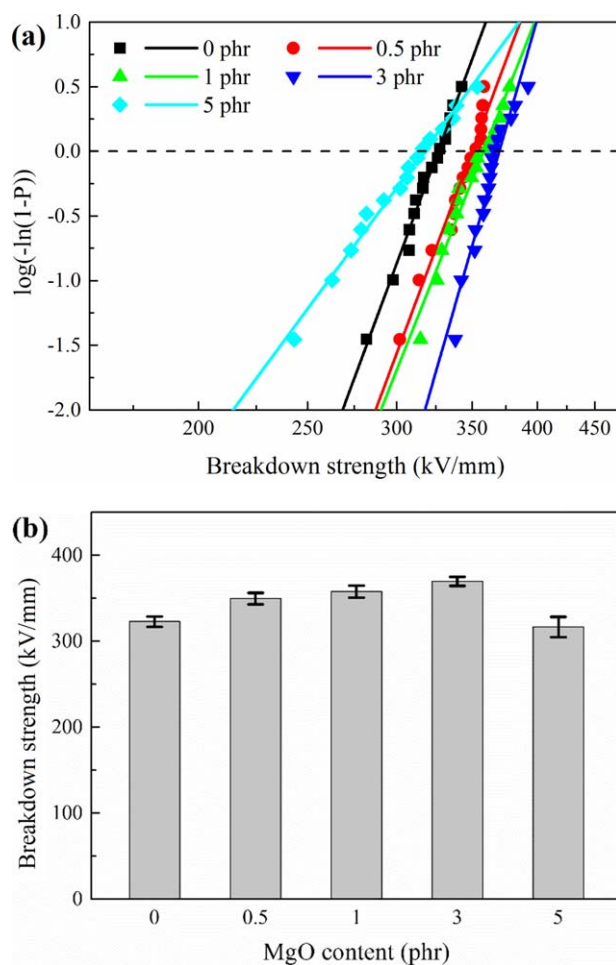 (a)
0 phr
0.5 phr
1 phr
3 phr
5 phr
1.0
0.5
0.0
-0.5
-1.0
-1.5
-2.0
log(-ln(1-P))
200
250
300
350
400
450
Breakdown strength (kV/mm)
(b)
400
300
200
100
0
Breakdown strength (kV/mm)
0
0.5
1
3
5
MgO content (phr)